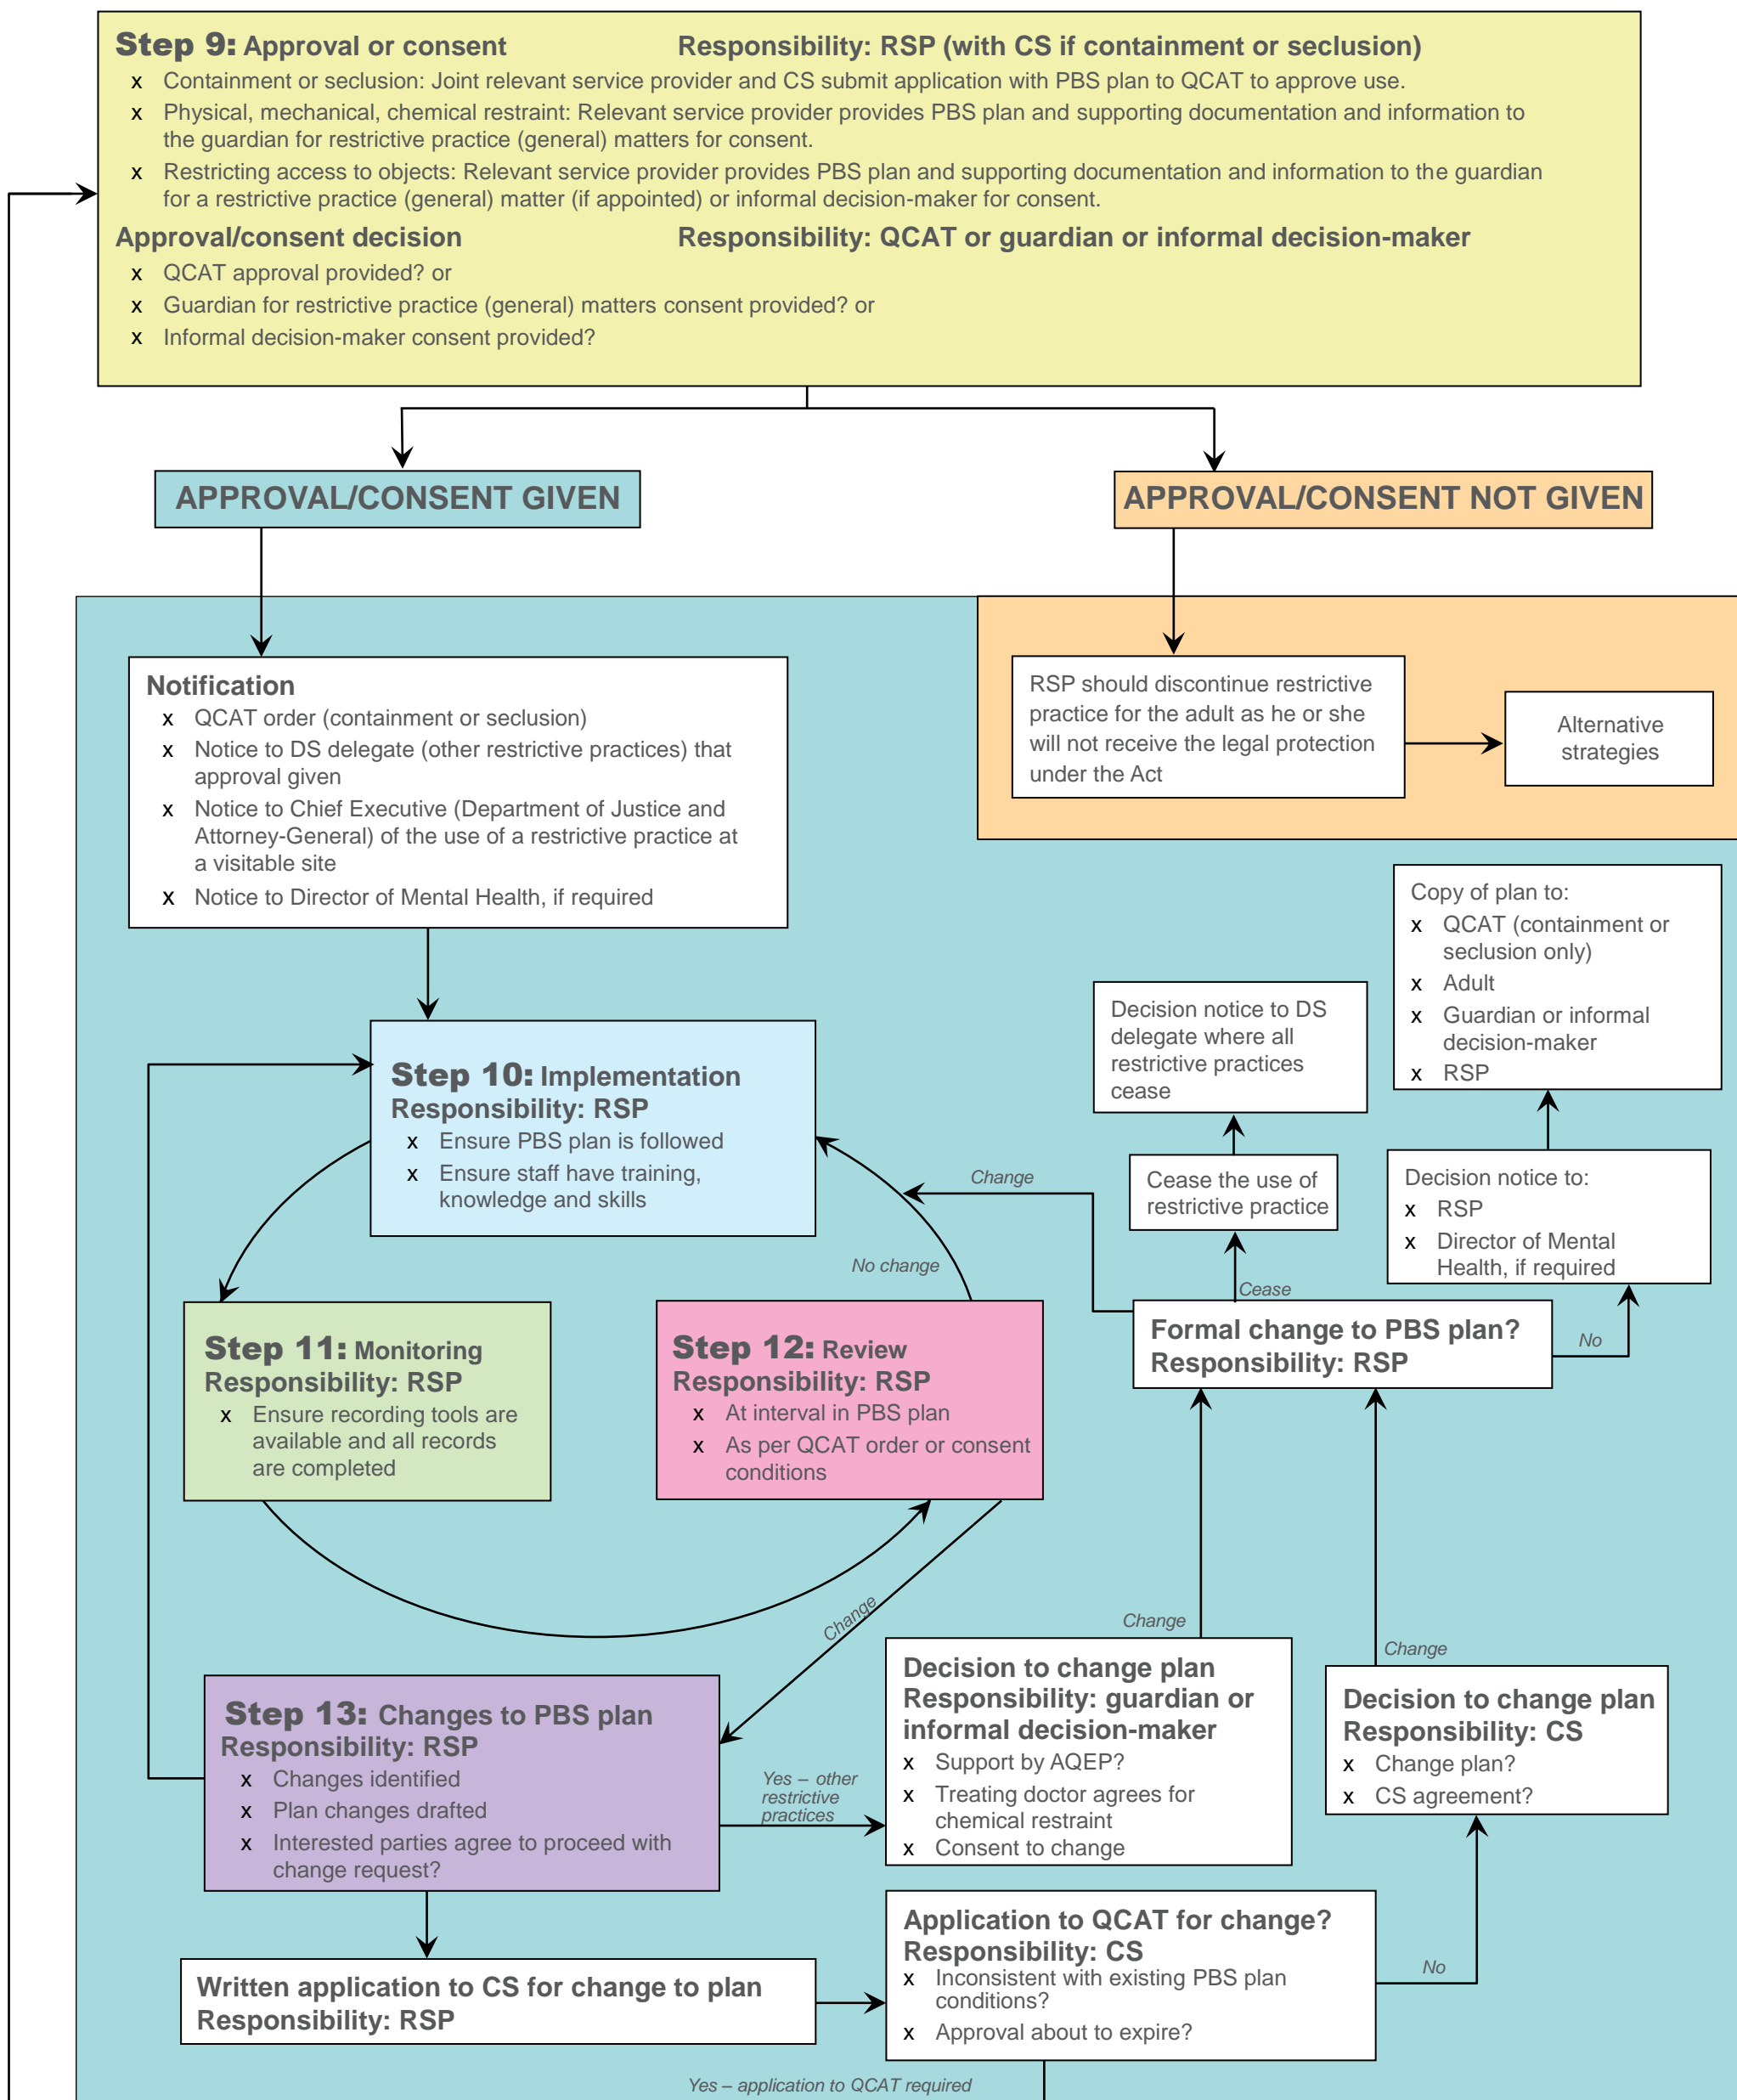 Step 9: Approval or consent Responsibility: RSP (with CS if containment or seclusion)
x Containment or seclusion: Joint relevant service provider and CS submit application with PBS plan to QCAT to approve use.
x Physical, mechanical, chemical restraint: Relevant service provider provides PBS plan and supporting documentation and information to
the guardian for restrictive practice (general) matters for consent.
x Restricting access to objects: Relevant service provider provides PBS plan and supporting documentation and information to the guardian
for a restrictive practice (general) matter (if appointed) or informal decision-maker for consent.
Approval/consent decision Responsibility: QCAT or guardian or informal decision-maker
x QCAT approval provided? or
x Guardian for restrictive practice (general) matters consent provided? or
x Informal decision-maker consent provided?
APPROVAL/CONSENT GIVEN
APPROVAL/CONSENT NOT GIVEN
Notification
x QCAT order (containment or seclusion)
x Notice to DS delegate (other restrictive practices) that
approval given
x Notice to Chief Executive (Department of Justice and
Attorney-General) of the use of a restrictive practice at
a visitable site
x Notice to Director of Mental Health, if required
RSP should discontinue restrictive
practice for the adult as he or she
will not receive the legal protection
under the Act
Alternative
strategies
Copy of plan to:
x QCAT (containment or
seclusion only)
x Adult
x Guardian or informal
decision-maker
x RSP
Decision notice to DS
delegate where all
restrictive practices
cease
Step 10: Implementation
Responsibility: RSP
x Ensure PBS plan is followed
x Ensure staff have training,
knowledge and skills
Change
Cease the use of
restrictive practice
Decision notice to:
x RSP
x Director of Mental
Health, if required
No change
Cease
Step 11: Monitoring
Responsibility: RSP
x Ensure recording tools are
available and all records
are completed
Step 12: Review
Responsibility: RSP
x At interval in PBS plan
x As per QCAT order or consent
conditions
Formal change to PBS plan?
Responsibility: RSP
No
Change
Change
Change
Step 13: Changes to PBS plan
Responsibility: RSP
x Changes identified
x Plan changes drafted
x Interested parties agree to proceed with
change request?
Yes – other
restrictive
practices
Decision to change plan
Responsibility: guardian or
informal decision-maker
x Support by AQEP?
x Treating doctor agrees for
chemical restraint
x Consent to change
Decision to change plan
Responsibility: CS
x Change plan?
x CS agreement?
Written application to CS for change to plan
Responsibility: RSP
Application to QCAT for change?
Responsibility: CS
x Inconsistent with existing PBS plan
conditions?
x Approval about to expire?
No
Yes – application to QCAT required